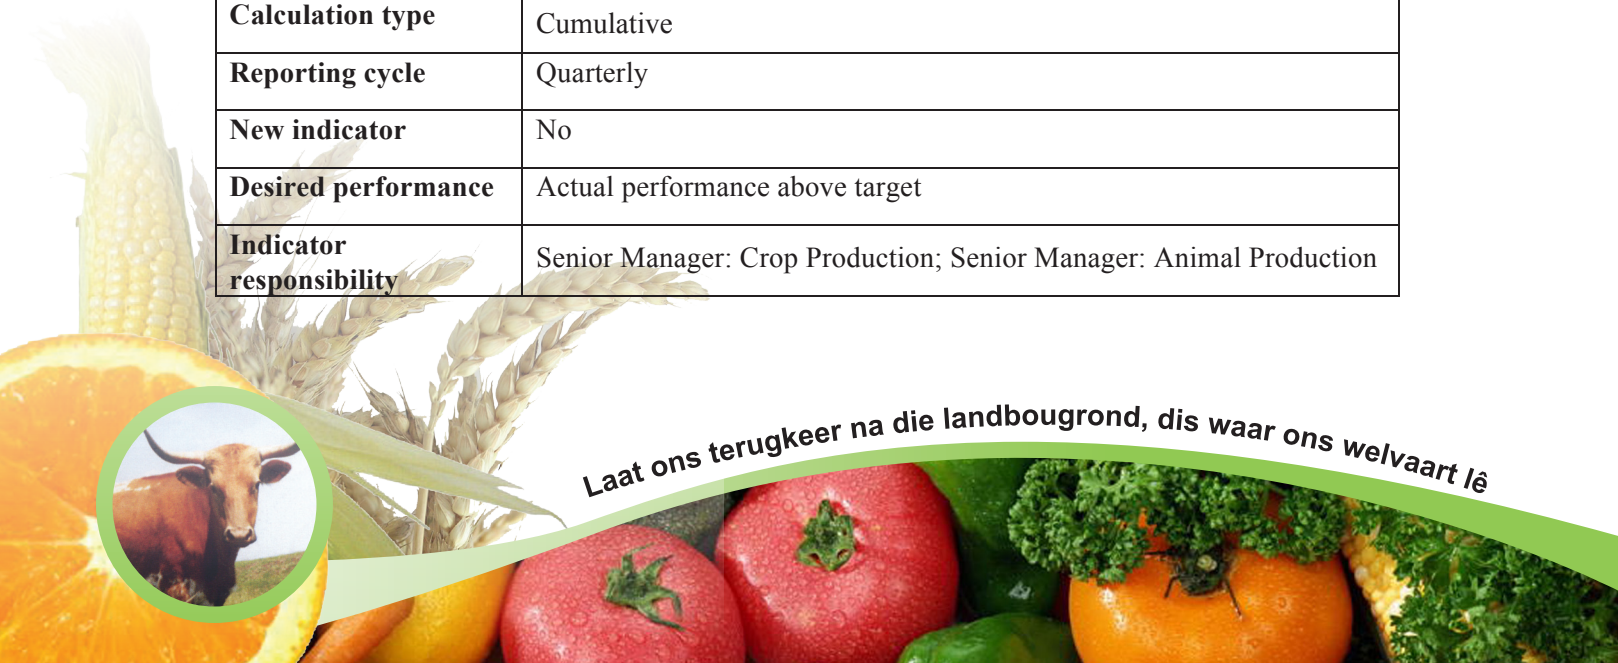 Calculation type
Cumulative
Reporting cycle
Quarterly
New indicator
No
Desired performance
Actual performance above target
Indicator
responsibility
Senior Manager: Crop Production; Senior Manager: Animal Production
Laat ons terugkeer na die landbougrond, dis waar ons welvaart lê